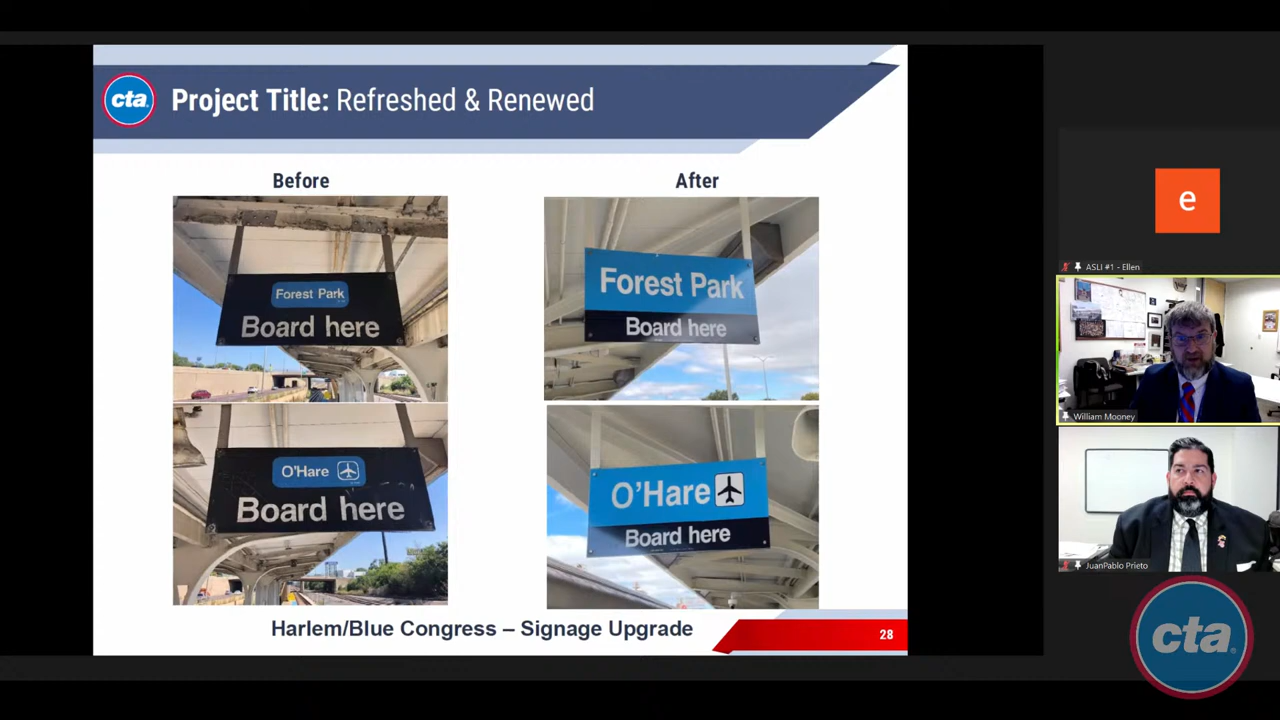 cta
Project Title: Refreshed & Renewed
Before
After
Forest Park
Board here
Forest Park
Board here
O'Hare
Board here
O'Hare
Board here
Harlem/Blue Congress – Signage Upgrade
28
e
ASLI #1 - Ellen
William Mooney
JuanPablo Prieto
cta